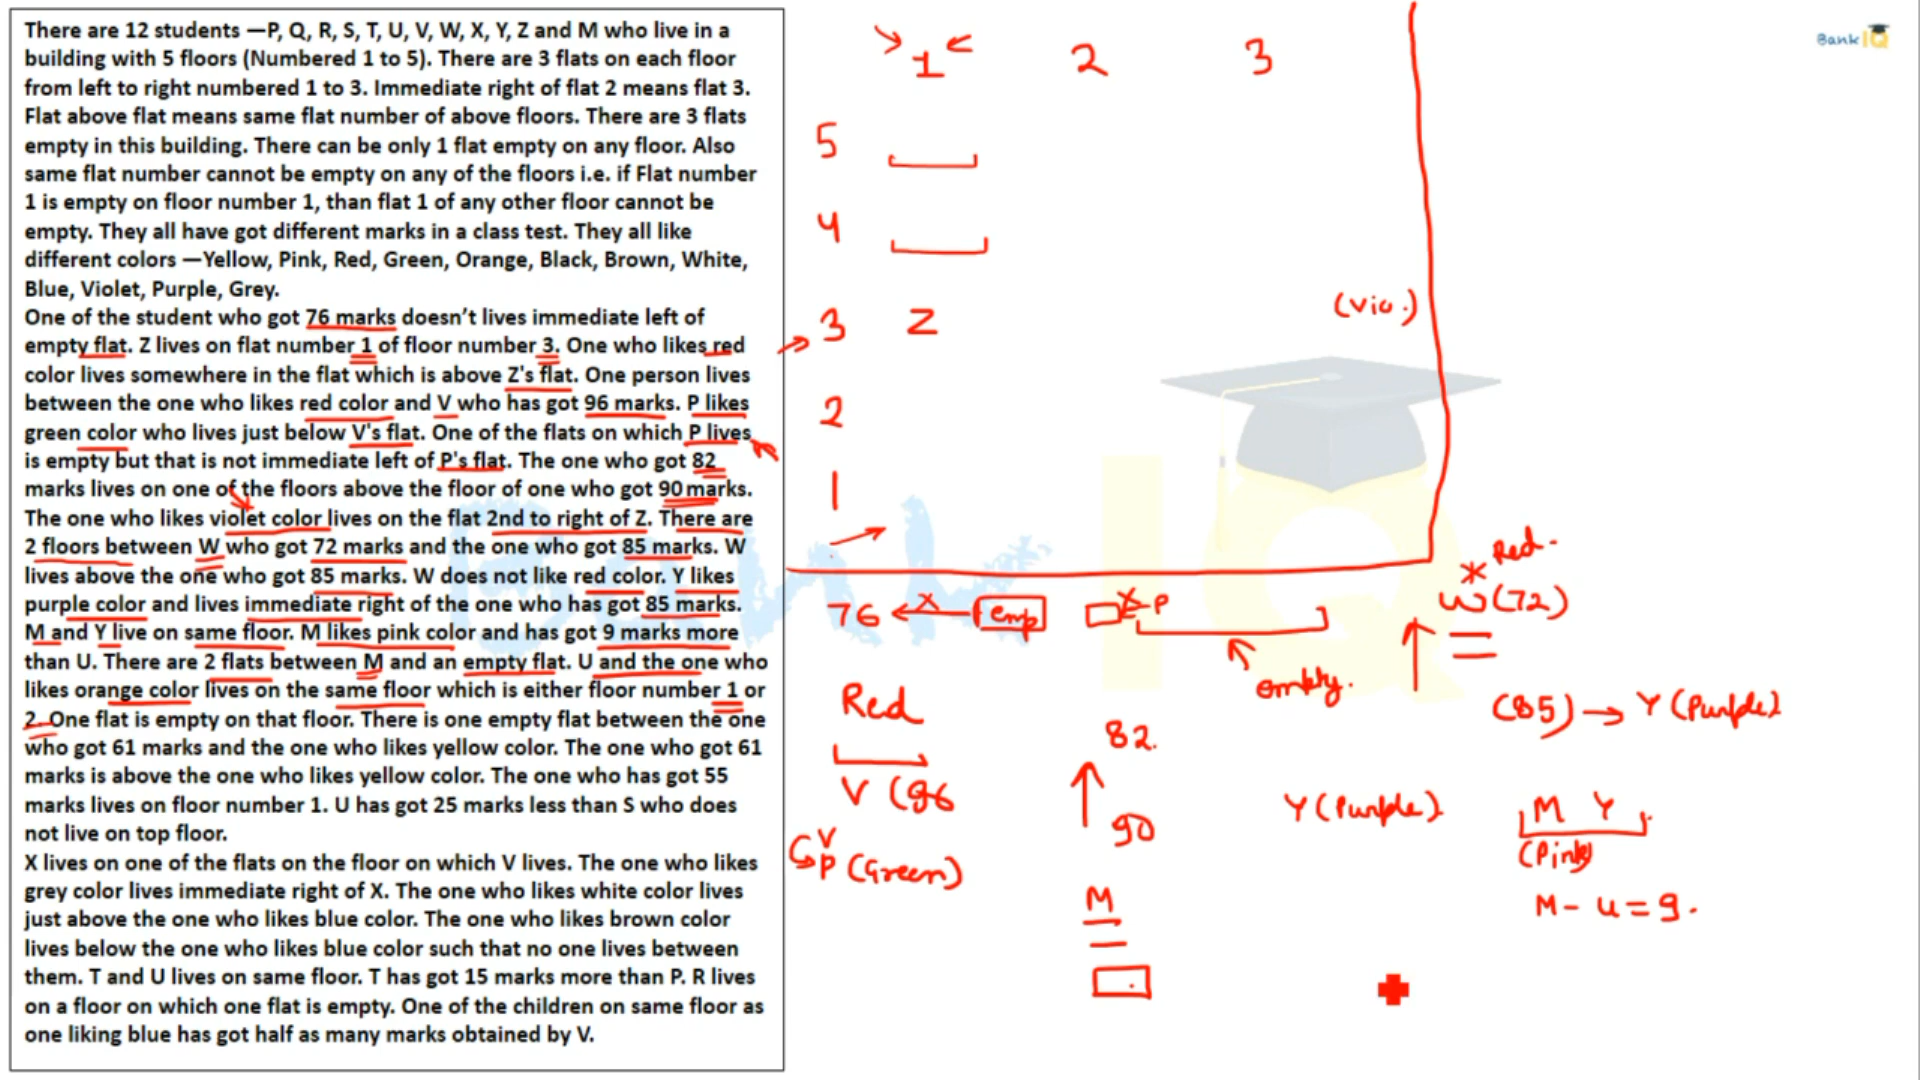 There are 12 students —P, Q, R, S, T, U, V, W, X, Y, Z and M who live in a
building with 5 floors (Numbered 1 to 5). There are 3 flats on each floor
from left to right numbered 1 to 3. Immediate right of flat 2 means flat 3.
Flat above flat means same flat number of above floors. There are 3 flats
empty in this building. There can be only 1 flat empty on any floor. Also
same flat number cannot be empty on any of the floors i.e. if Flat number
1 is empty on floor number 1, than flat 1 of any other floor cannot be
empty. They all have got different marks in a class test. They all like
different colors —Yellow, Pink, Red, Green, Orange, Black, Brown, White,
Blue, Violet, Purple, Grey.
One of the student who got 76 marks doesn't lives immediate left of
empty flat. Z lives on flat number 1 of floor number 3. One who likes red
color lives somewhere in the flat which is above Z's flat. One person lives
between the one who likes red color and V who has got 96 marks. P likes
green color who lives just below V's flat. One of the flats on which P lives
is empty but that is not immediate left of P's flat. The one who got 82
marks lives on one of the floors above the floor of one who got 90 marks.
The one who likes violet color lives on the flat 2nd to right of Z. There are
2 floors between W who got 72 marks and the one who got 85 marks. W
lives above the one who got 85 marks. W does not like red color. Y likes
purple color and lives immediate right of the one who has got 85 marks.
M and Y live on same floor. M likes pink color and has got 9 marks more
than U. There are 2 flats between M and an empty flat. U and the one who
likes orange color lives on the same floor which is either floor number 1 or
2. One flat is empty on that floor. There is one empty flat between the one
who got 61 marks and the one who likes yellow color. The one who got 61
marks is above the one who likes yellow color. The one who has got 55
marks lives on floor number 1. U has got 25 marks less than S who does
not live on top floor.
X lives on one of the flats on the floor on which V lives. The one who likes
grey color lives immediate right of X. The one who likes white color lives
just above the one who likes blue color. The one who likes brown color
lives below the one who likes blue color such that no one lives between
them. T and U lives on same floor. T has got 15 marks more than P. R lives
on a floor on which one flat is empty. One of the children on same floor as
one liking blue has got half as many marks obtained by V.
Bank IQ
1 2 3
5
4
(Vio.)
3 Z
2
1
Bank IQ
Red.
76 emp P W (72)
empty.
Red (85) → Y (Purple)
82.
V (96 Y (Purple) M Y
90
V (Pink)
P (Green)
M M - U = 9.